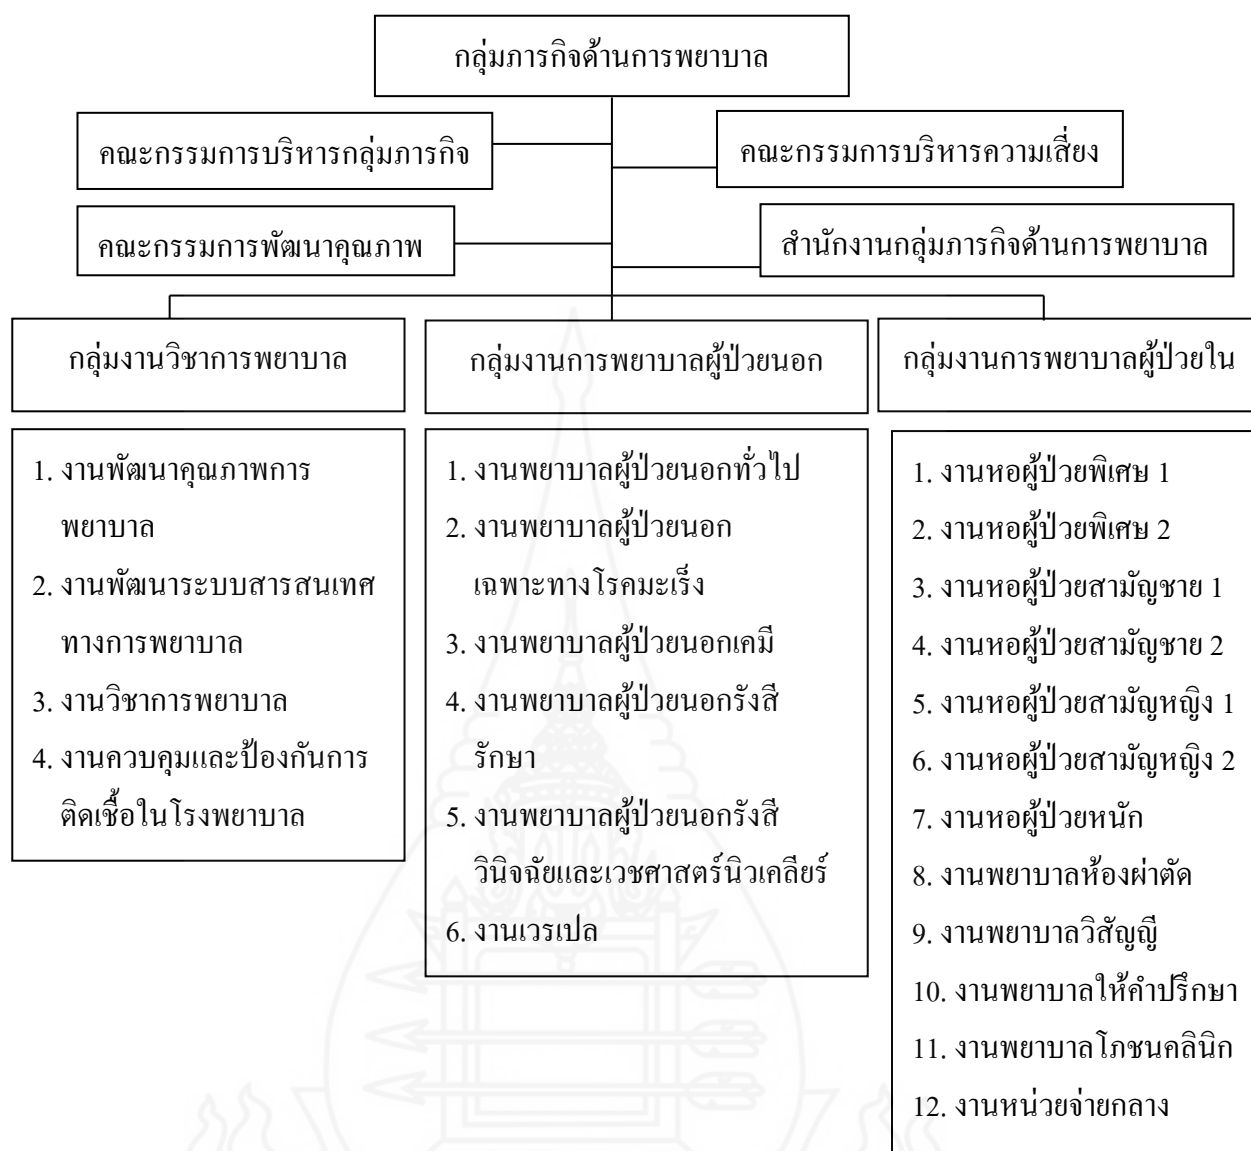 กลุ่มภารกิจด้านการพยาบาล
คณะกรรมการบริหารกลุ่มภารกิจ
คณะกรรมการบริหารความเสี่ยง
คณะกรรมการพัฒนาคุณภาพ
สำนักงานกลุ่มภารกิจด้านการพยาบาล
กลุ่มงานวิชาการพยาบาล
กลุ่มงานการพยาบาลผู้ป่วยนอก
กลุ่มงานการพยาบาลผู้ป่วยใน
1. งานพัฒนาคุณภาพการ
พยาบาล
2. งานพัฒนาระบบสารสนเทศ
ทางการพยาบาล
3. งานวิชาการพยาบาล
4. งานควบคุมและป้องกันการ
ติดเชื้อในโรงพยาบาล
1. งานพยาบาลผู้ป่วยนอกทั่วไป
2. งานพยาบาลผู้ป่วยนอก
เฉพาะทางโรคมะเร็ง
3. งานพยาบาลผู้ป่วยนอกเคมี
4. งานพยาบาลผู้ป่วยนอกรังสี
รักษา
5. งานพยาบาลผู้ป่วยนอกรังสี
วินิจฉัยและเวชศาสตร์นิวเคลียร์
6. งานเวรเปล
1. งานหอผู้ป่วยพิเศษ 1
2. งานหอผู้ป่วยพิเศษ 2
3. งานหอผู้ป่วยสามัญชาย 1
4. งานหอผู้ป่วยสามัญชาย 2
5. งานหอผู้ป่วยสามัญหญิง 1
6. งานหอผู้ป่วยสามัญหญิง 2
7. งานหอผู้ป่วยหนัก
8. งานพยาบาลห้องผ่าตัด
9. งานพยาบาลวิสัญญี
10. งานพยาบาลให้คำปรึกษา
11. งานพยาบาลโภชนคลินิก
12. งานหน่วยจ่ายกลาง